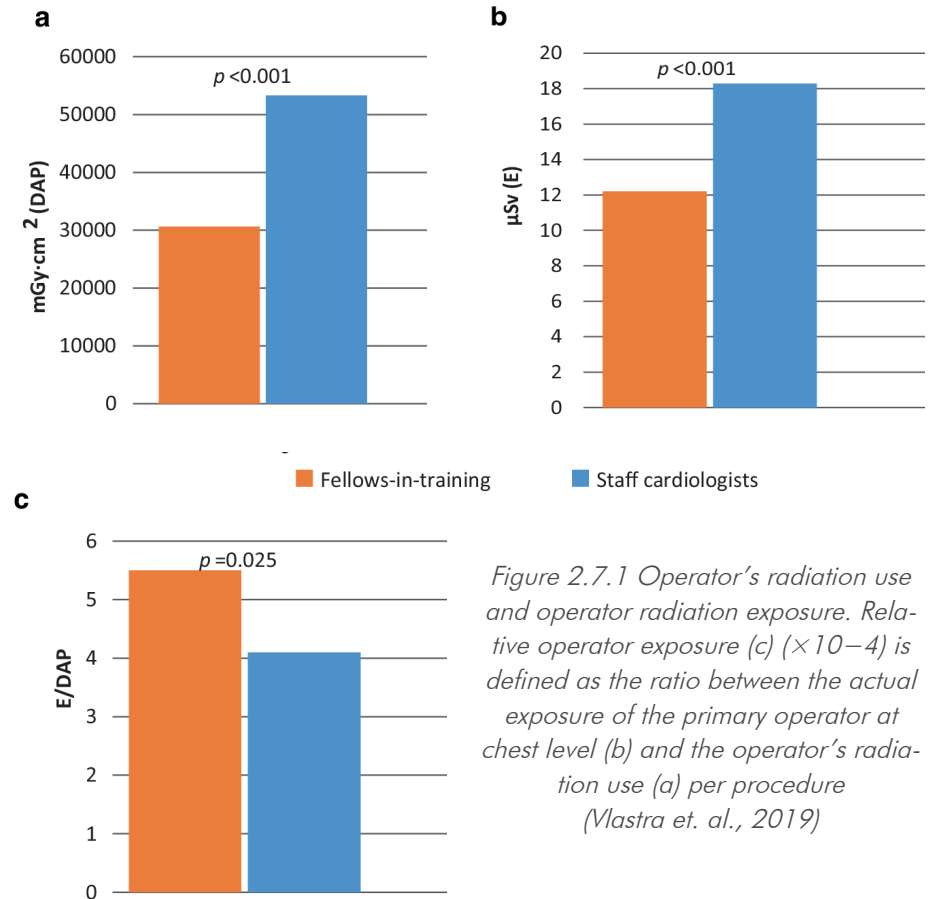 a
60000
50000
40000
30000
20000
10000
0
mGy·cm² (DAP)
p <0.001
b
20
18
16
14
12
10
8
6
4
2
0
µSv (E)
p <0.001
Fellows-in-training
Staff cardiologists
c
6
5
4
3
2
1
0
E/DAP
p =0.025
Figure 2.7.1 Operator's radiation use
and operator radiation exposure. Rela-
tive operator exposure (c) (×10−4) is
defined as the ratio between the actual
exposure of the primary operator at
chest level (b) and the operator's radia-
tion use (a) per procedure
(Vlastra et. al., 2019)